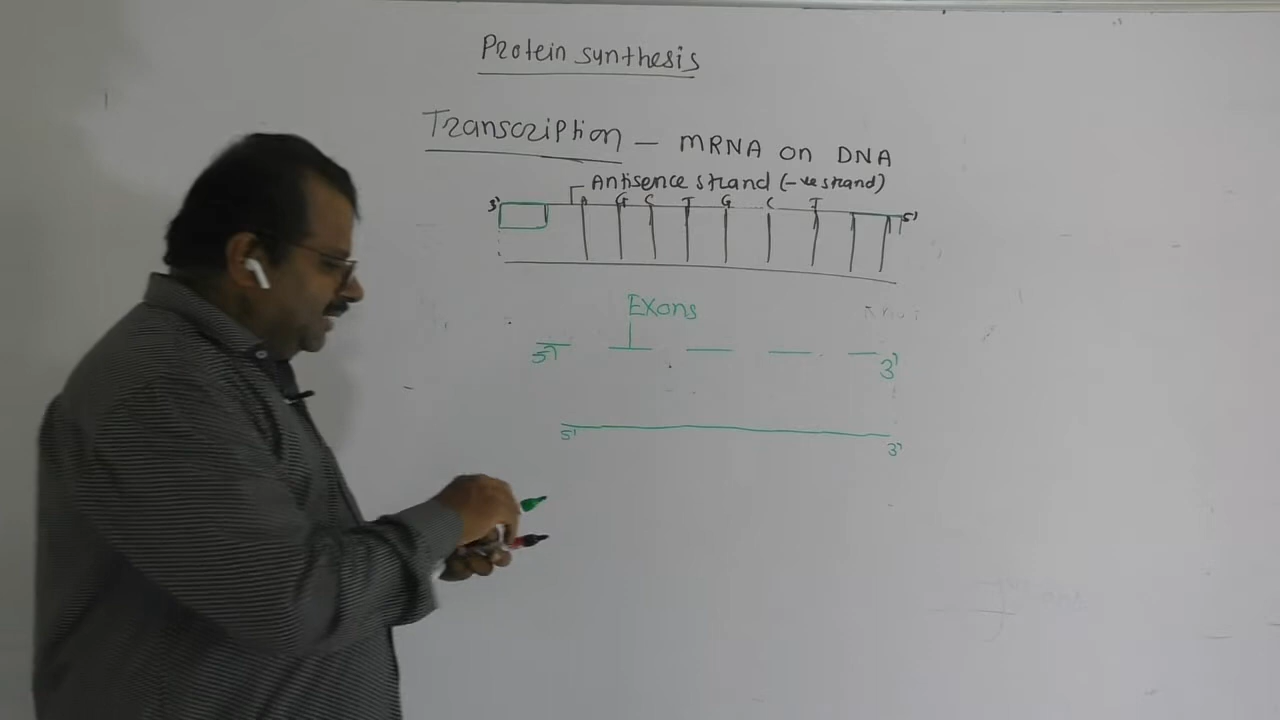 Protein synthesis
Transcription - mRNA on DNA
Antisence strand (-ve strand)
3' A G C T G C T 5'
Exons
5' 3'
5' 3'